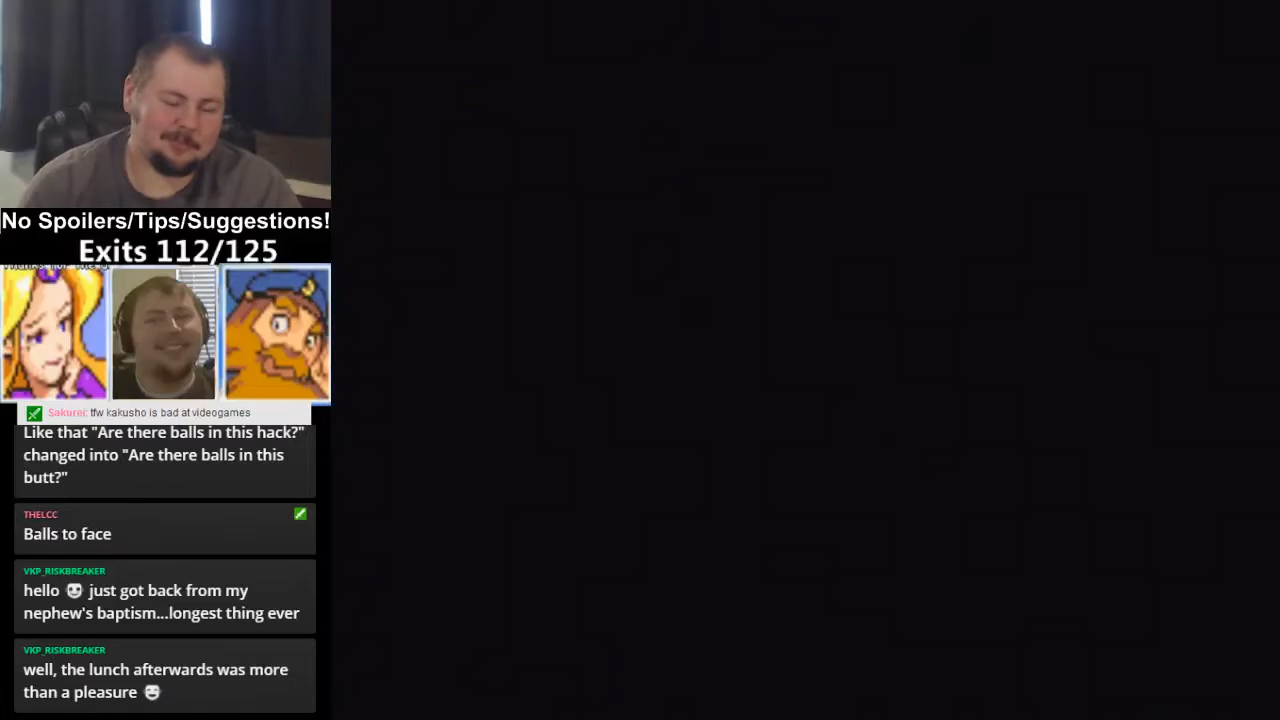 No Spoilers/Tips/Suggestions!
Exits 112/125
Sakurei: tfw kakusho is bad at videogames
Like that "Are there balls in this hack?"
changed into "Are there balls in this
butt?"
THELCC
Balls to face
VKP_RISKBREAKER
hello just got back from my
nephew's baptism...longest thing ever
VKP_RISKBREAKER
well, the lunch afterwards was more
than a pleasure